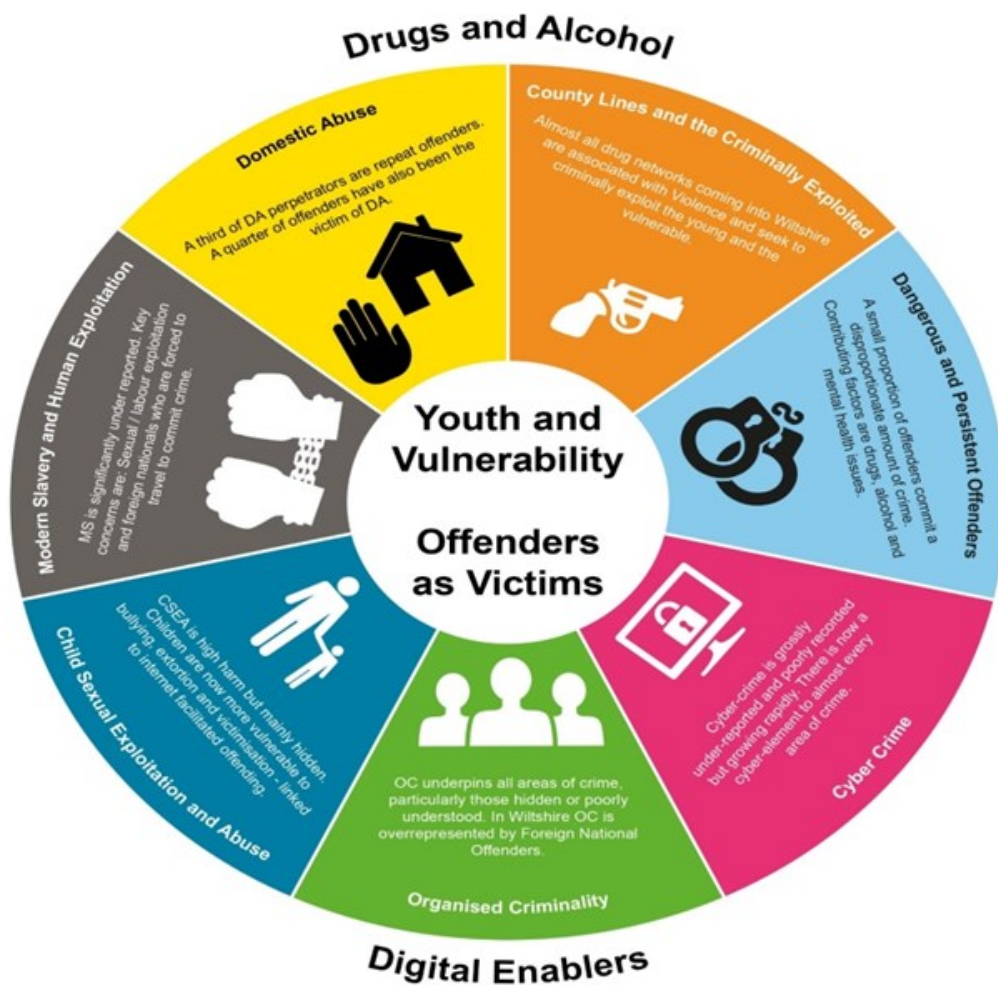 Drugs and Alcohol
Domestic Abuse
A third of DA perpetrators are repeat offenders.
A quarter of offenders have also been the
victim of DA.
County Lines and the Criminally Exploited
Almost all drug networks coming into Wiltshire
are associated with Violence and seek to
criminally exploit the young and the
vulnerable.
Dangerous and Persistent Offenders
A small proportion of offenders commit a
disproportionate amount of crime.
Contributing factors are drugs, alcohol and
mental health issues.
Cyber-crime is grossly
under-reported and poorly recorded
but growing rapidly. There is now a
cyber-element to almost every
area of crime.
Cyber Crime
OC underpins all areas of crime,
particularly those hidden or poorly
understood. In Wiltshire OC is
overrepresented by Foreign National
Offenders.
Organised Criminality
CSEA is high harm but mainly hidden.
Children are now more vulnerable to
bullying, extortion and victimisation - linked
to internet facilitated offending.
Child Sexual Exploitation and Abuse
Modern Slavery and Human Exploitation
MS is significantly under reported. Key
concerns are: Sexual / labour exploitation
and foreign nationals who are forced to
travel to commit crime.
Youth and
Vulnerability
Offenders
as Victims
Digital Enablers